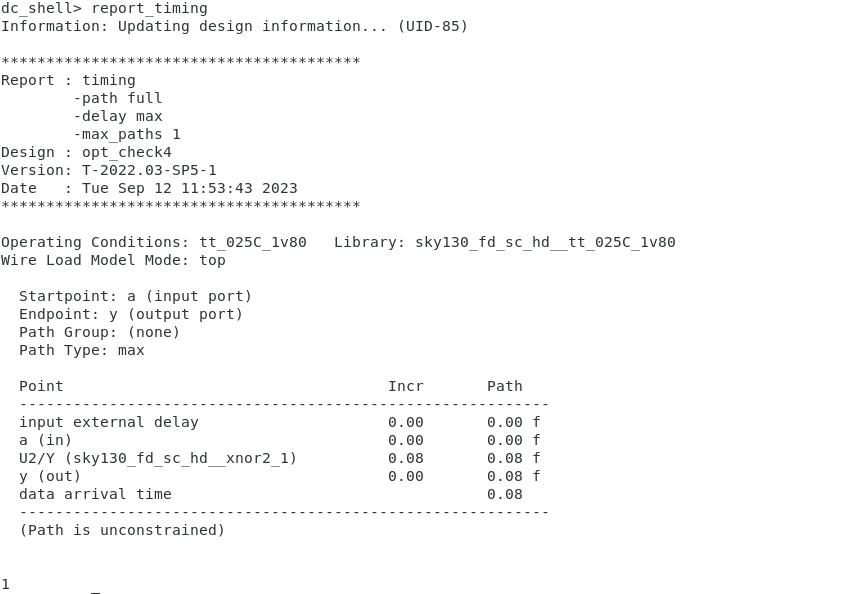 dc_shell> report_timing
Information: Updating design information... (UID-85)
****************************************
Report : timing
        -path full
        -delay max
        -max_paths 1
Design : opt_check4
Version: T-2022.03-SP5-1
Date   : Tue Sep 12 11:53:43 2023
****************************************
Operating Conditions: tt_025C_1v80   Library: sky130_fd_sc_hd__tt_025C_1v80
Wire Load Model Mode: top
  Startpoint: a (input port)
  Endpoint: y (output port)
  Path Group: (none)
  Path Type: max
  Point                                    Incr       Path
  -----------------------------------------------------------
  input external delay                     0.00       0.00 f
  a (in)                                   0.00       0.00 f
  U2/Y (sky130_fd_sc_hd__xnor2_1)          0.08       0.08 f
  y (out)                                  0.00       0.08 f
  data arrival time                                   0.08
  -----------------------------------------------------------
  (Path is unconstrained)
1         _